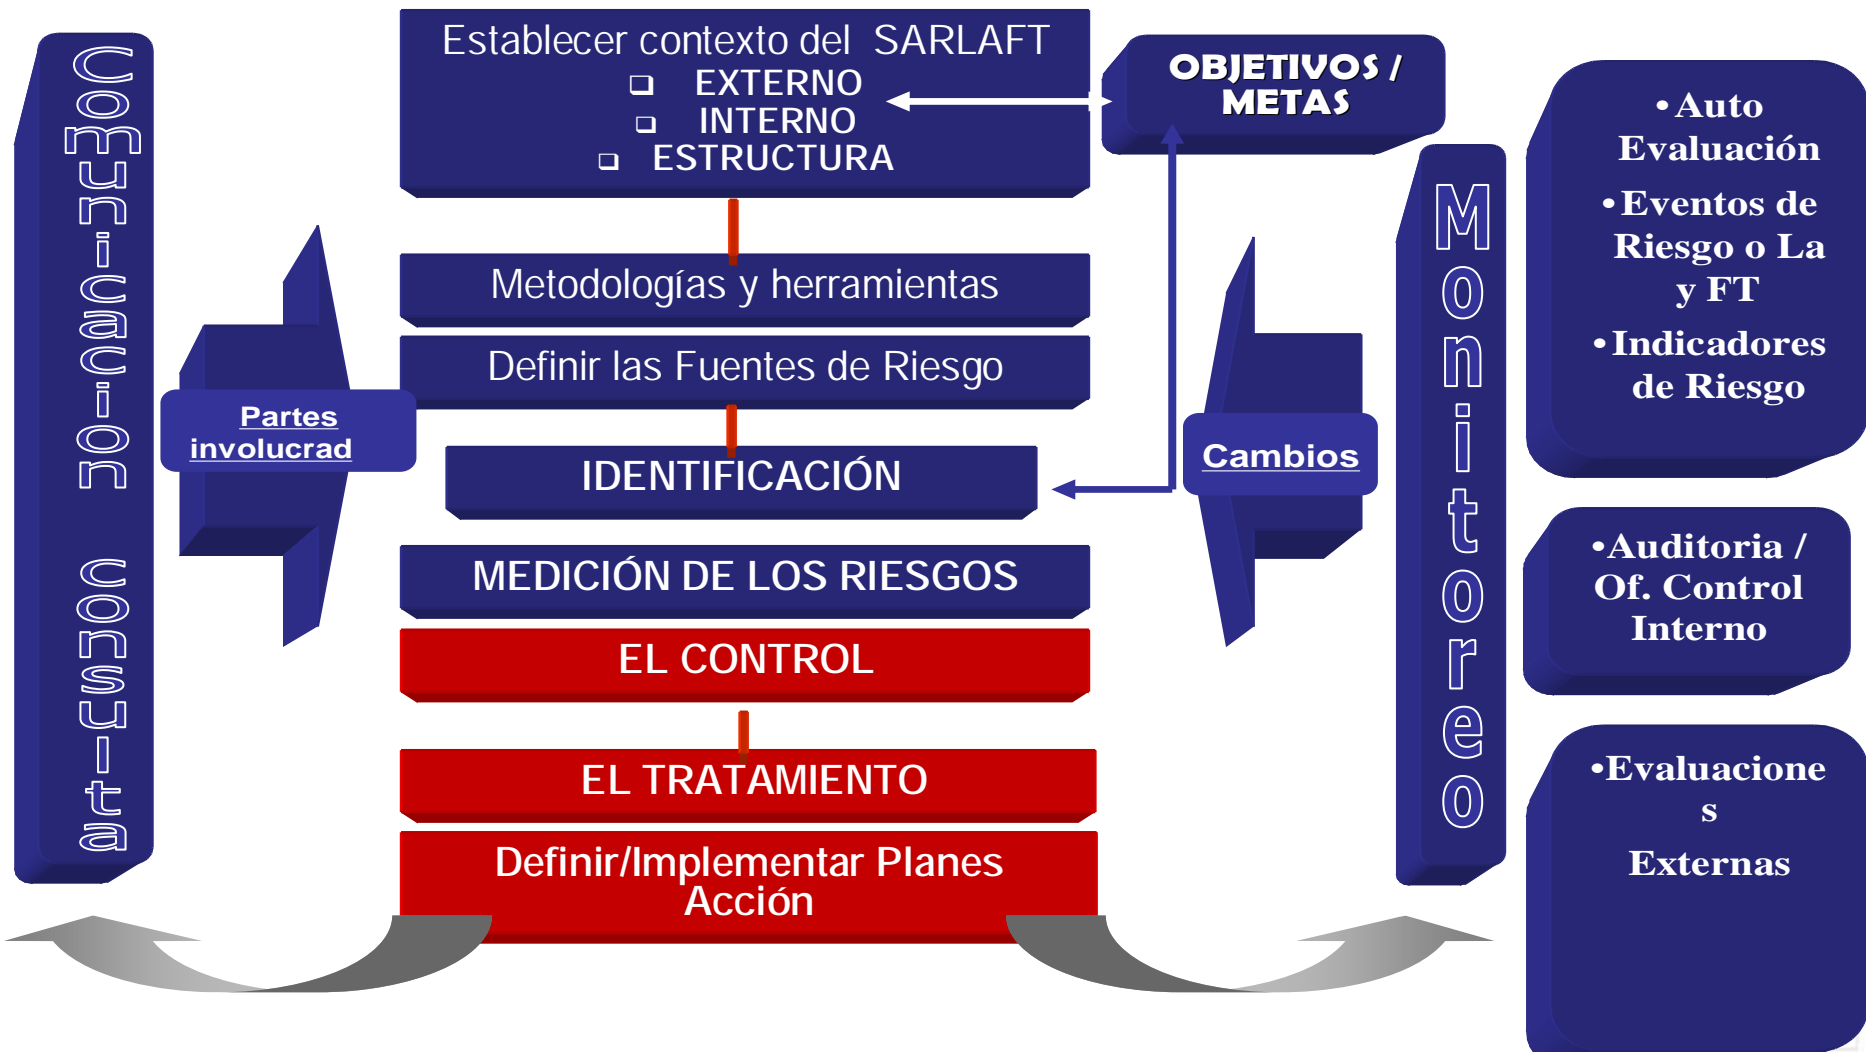 Comunicacion consulta
Partes
involucrad
Establecer contexto del SARLAFT
❑ EXTERNO
❑ INTERNO
❑ ESTRUCTURA
OBJETIVOS /
METAS
Metodologías y herramientas
Definir las Fuentes de Riesgo
IDENTIFICACIÓN
MEDICIÓN DE LOS RIESGOS
EL CONTROL
EL TRATAMIENTO
Definir/Implementar Planes
Acción
Cambios
Monitoreo
•Auto
Evaluación
•Eventos de
Riesgo o La
y FT
•Indicadores
de Riesgo
•Auditoria /
Of. Control
Interno
•Evaluacione
s
Externas